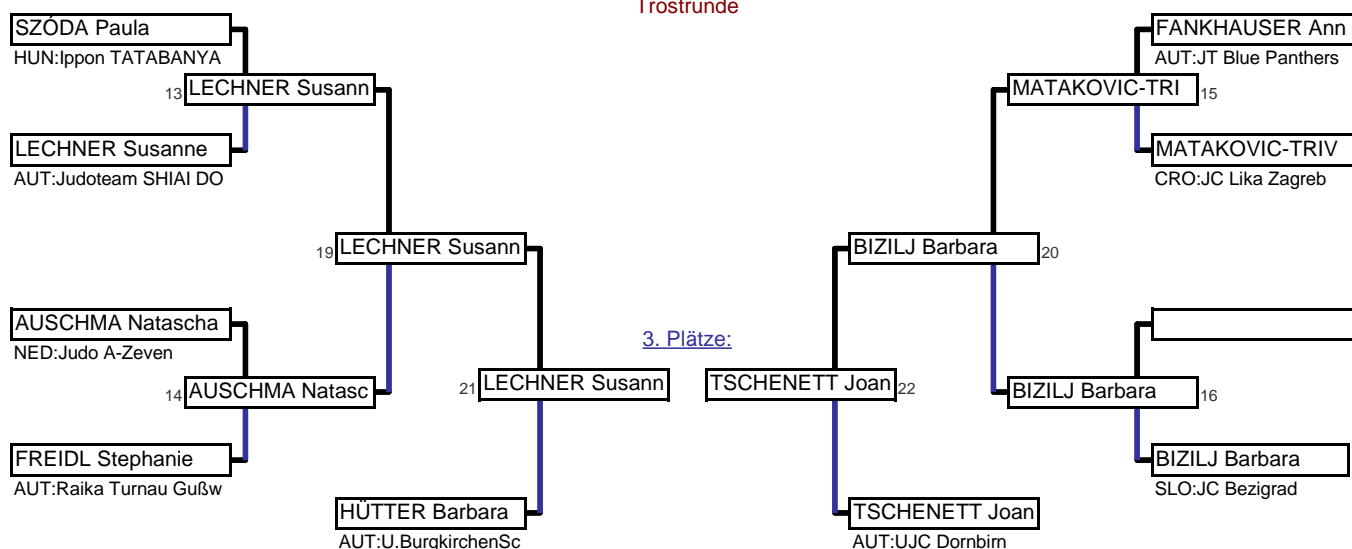 Trostrunde
SZÓDA Paula
HUN:Ippon TATABANYA
13 LECHNER Susann
LECHNER Susanne
AUT:Judoteam SHIAI DO
19 LECHNER Susann
AUSCHMA Natascha
NED:Judo A-Zeven
14 AUSCHMA Natasc
FREIDL Stephanie
AUT:Raika Turnau Gußw
21 LECHNER Susann
HÜTTER Barbara
AUT:U.BurgkirchenSc
3. Plätze:
FANKHAUSER Ann
AUT:JT Blue Panthers
MATAKOVIC-TRI 15
MATAKOVIC-TRIV
CRO:JC Lika Zagreb
BIZILJ Barbara 20
TSCHENETT Joan 22
BIZILJ Barbara 16
BIZILJ Barbara
SLO:JC Bezigrad
TSCHENETT Joan
AUT:UJC Dornbirn